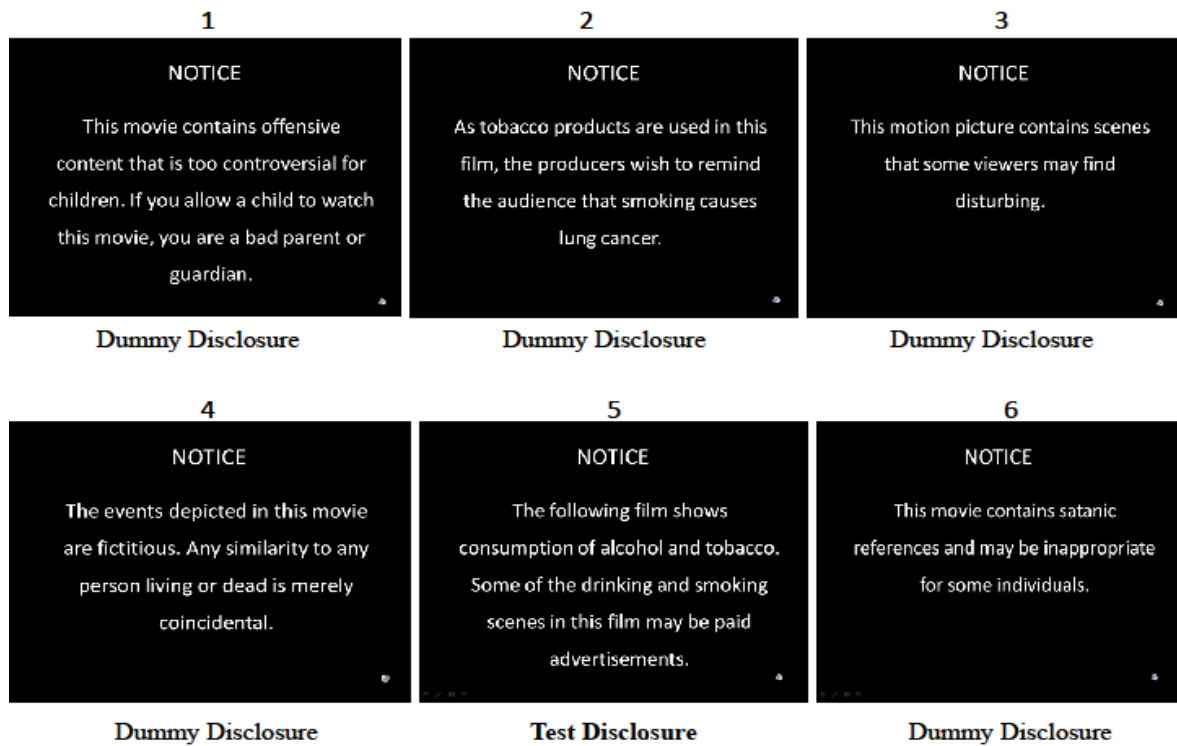 1
NOTICE
This movie contains offensive
content that is too controversial for
children. If you allow a child to watch
this movie, you are a bad parent or
guardian.
Dummy Disclosure
2
NOTICE
As tobacco products are used in this
film, the producers wish to remind
the audience that smoking causes
lung cancer.
Dummy Disclosure
3
NOTICE
This motion picture contains scenes
that some viewers may find
disturbing.
Dummy Disclosure
4
NOTICE
The events depicted in this movie
are fictitious. Any similarity to any
person living or dead is merely
coincidental.
Dummy Disclosure
5
NOTICE
The following film shows
consumption of alcohol and tobacco.
Some of the drinking and smoking
scenes in this film may be paid
advertisements.
Test Disclosure
6
NOTICE
This movie contains satanic
references and may be inappropriate
for some individuals.
Dummy Disclosure